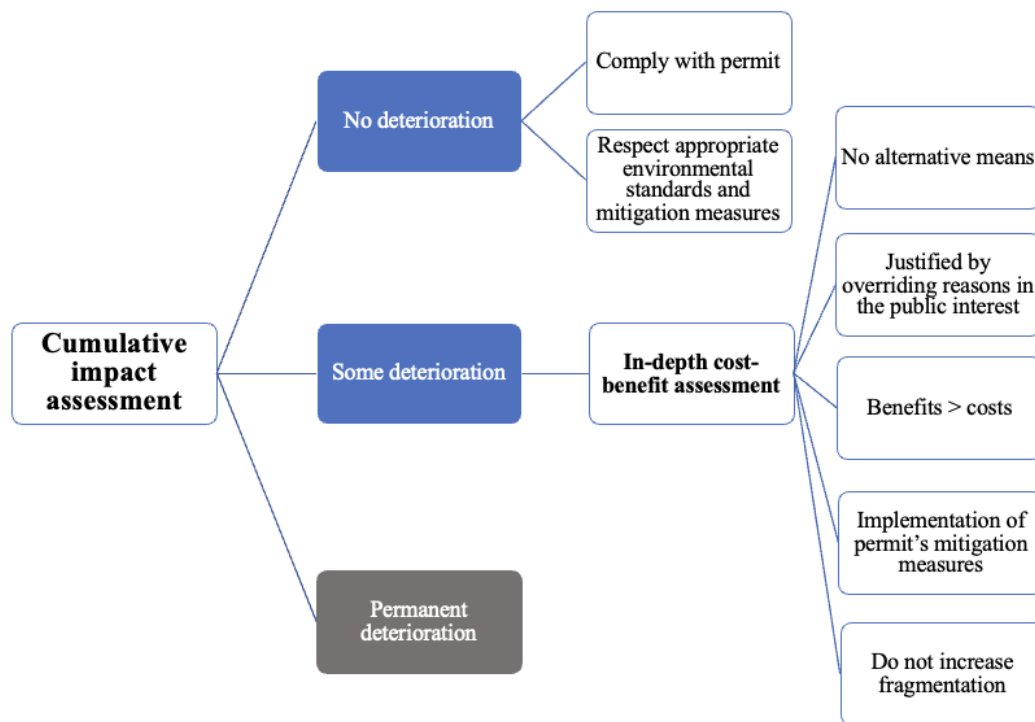 Cumulative
impact
assessment
No deterioration
Comply with permit
Respect appropriate
environmental
standards and
mitigation measures
Some deterioration
In-depth cost-
benefit assessment
No alternative means
Justified by
overriding reasons in
the public interest
Benefits > costs
Implementation of
permit’s mitigation
measures
Do not increase
fragmentation
Permanent
deterioration